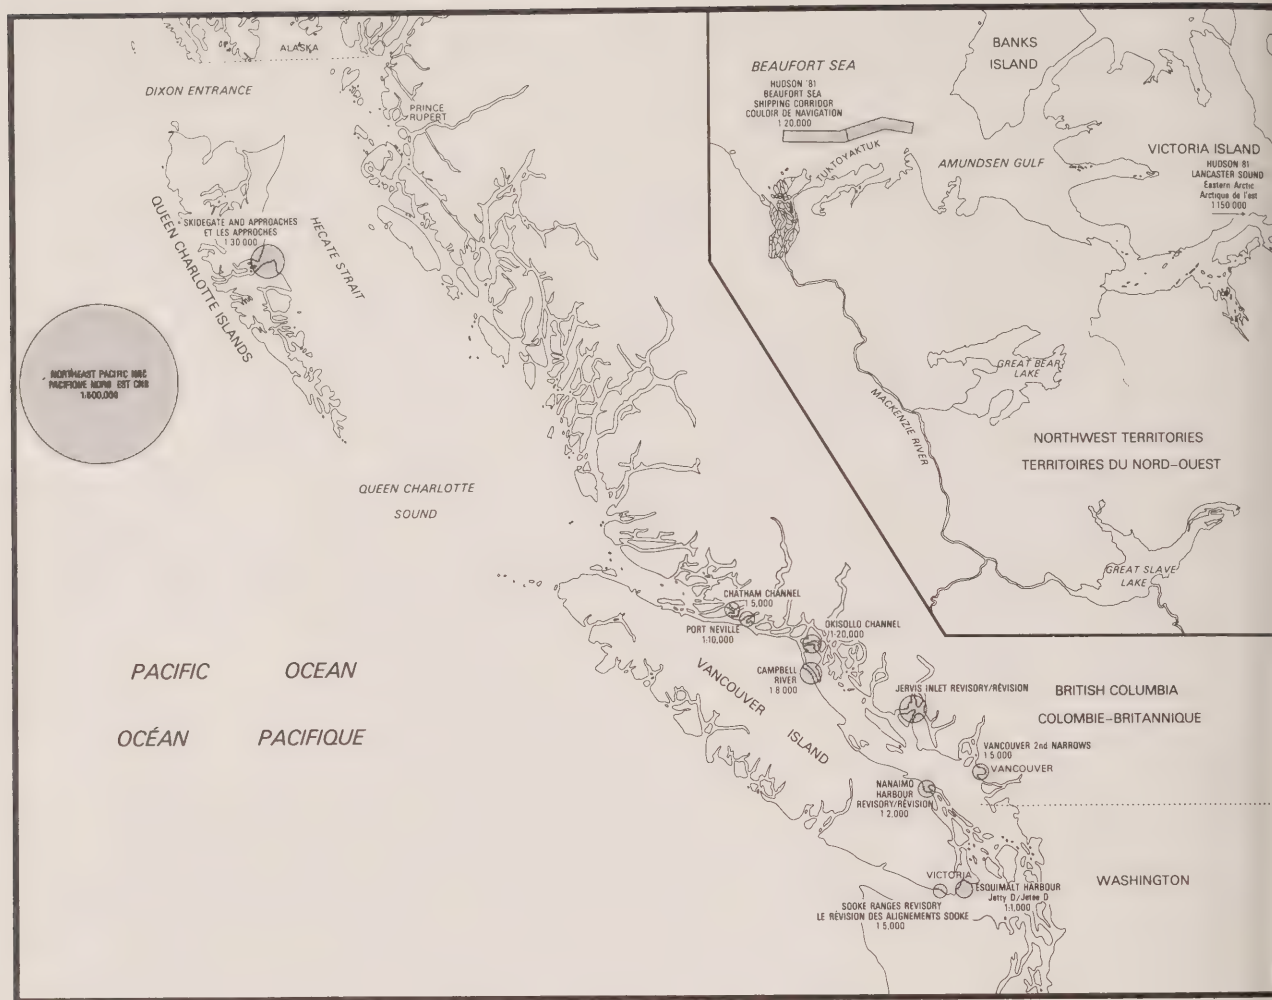 ALASKA
DIXON ENTRANCE
PRINCE
RUPERT
SKIDEGATE AND APPROACHES
ET LES APPROCHES
1:30 000
QUEEN CHARLOTTE ISLANDS
HECATE STRAIT
NORTHEAST PACIFIC NRC
PACIFIQUE NORD EST CNR
1:500,000
QUEEN CHARLOTTE
SOUND
PACIFIC OCEAN
OCÉAN PACIFIQUE
BEAUFORT SEA
HUDSON '81
BEAUFORT SEA
SHIPPING CORRIDOR
COULOIR DE NAVIGATION
1 20,000
TUKTOYAKTUK
BANKS
ISLAND
AMUNDSEN GULF
VICTORIA ISLAND
HUDSON 81
LANCASTER SOUND
Eastern Arctic
Arctique de l'est
1 150 000
GREAT BEAR
LAKE
MACKENZIE RIVER
NORTHWEST TERRITORIES
TERRITOIRES DU NORD-OUEST
GREAT SLAVE
LAKE
CHATHAM CHANNEL
5,000
PORT NEVILLE
1:10,000
OKISOLLO CHANNEL
1:20,000
CAMPBELL
RIVER
1 8 000
VANCOUVER
ISLAND
JERVIS INLET REVISORY/RÉVISION
BRITISH COLUMBIA
COLOMBIE-BRITANNIQUE
VANCOUVER 2nd NARROWS
1 5 000
VANCOUVER
NANAIMO
HARBOUR
REVISORY/RÉVISION
1 2,000
VICTORIA
ESQUIMALT HARBOUR
Jetty D/Jetée D
1:1,000
SOOKE RANGES REVISORY
LE RÉVISION DES ALIGNEMENTS SOOKE
1 5,000
WASHINGTON